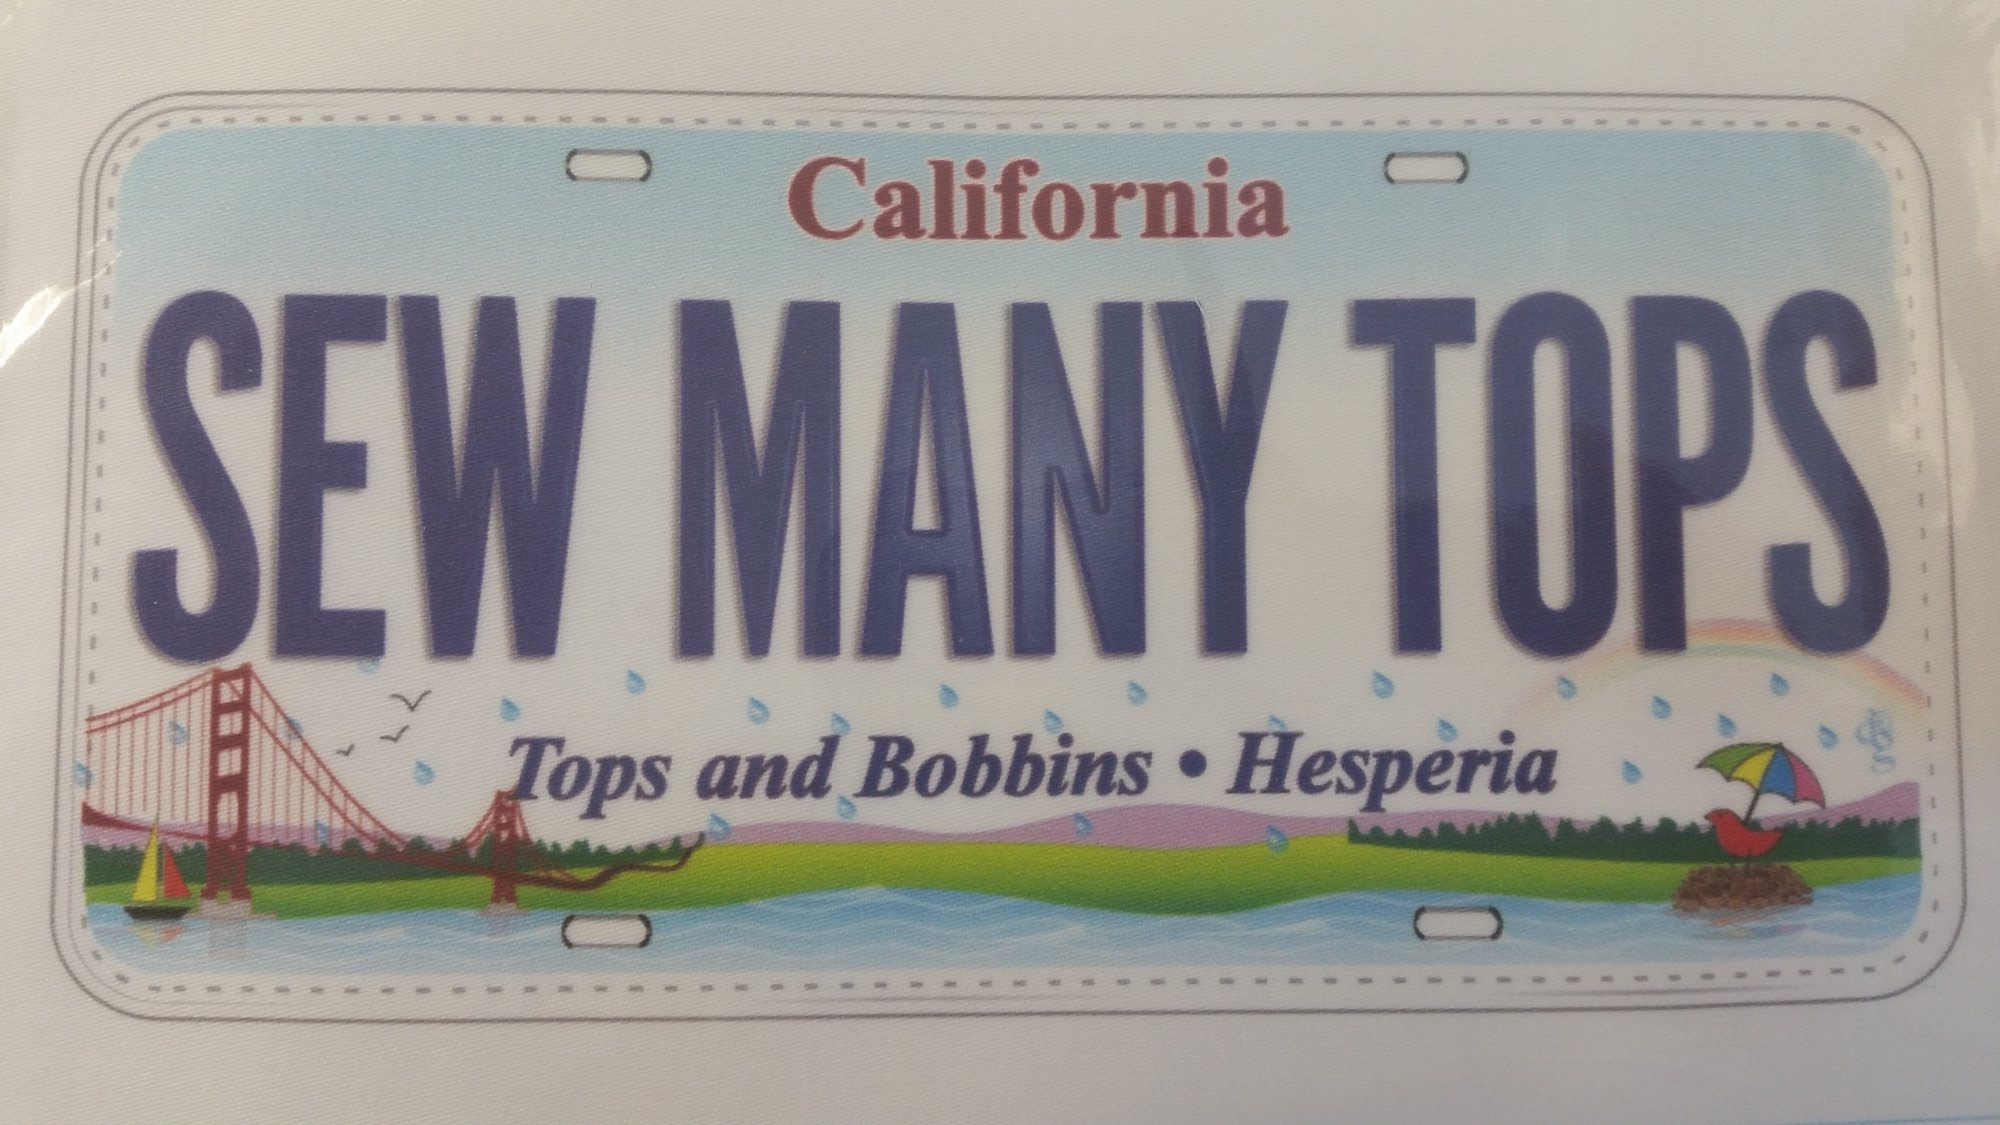 California
SEW MANY TOPS
Tops and Bobbins • Hesperia